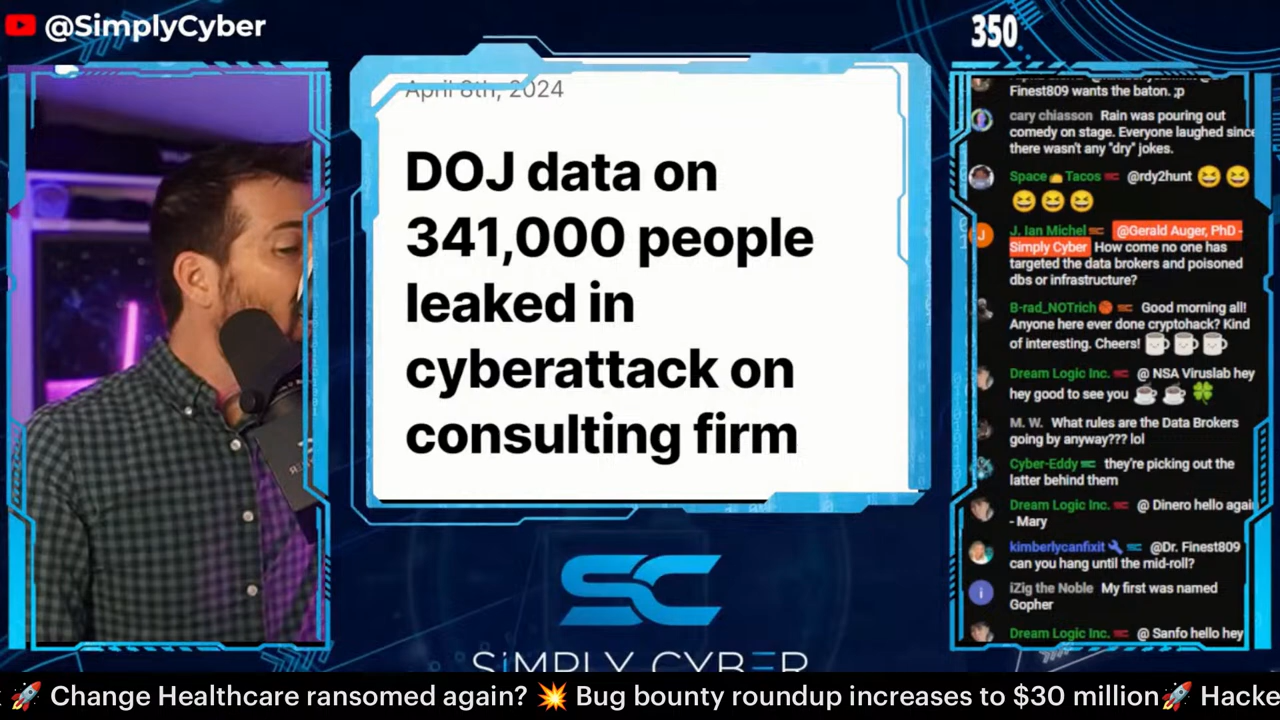 @SimplyCyber
350
April 8th, 2024
DOJ data on
341,000 people
leaked in
cyberattack on
consulting firm
SC
SiMPLY CYBER
Finest809 wants the baton. ;p
cary chiasson Rain was pouring out
comedy on stage. Everyone laughed since
there wasn't any "dry" jokes.
Space🌮Tacos @rdy2hunt 😆 😆
😆 😆 😆
J
J. Ian Michel @Gerald Auger, PhD -
Simply Cyber How come no one has
targeted the data brokers and poisoned
dbs or infrastructure?
B-rad_NOTrich🏀 Good morning all!
Anyone here ever done cryptohack? Kind
of interesting. Cheers!
Dream Logic Inc. @ NSA Viruslab hey
hey good to see you ☕ ☕ 🍀
M. W. What rules are the Data Brokers
going by anyway??? lol
Cyber-Eddy they're picking out the
latter behind them
Dream Logic Inc. @ Dinero hello again
- Mary
kimberlycanfixit🔧 @Dr. Finest809
can you hang until the mid-roll?
i
iZig the Noble My first was named
Gopher
Dream Logic Inc. @ Sanfo hello hey
🚀 Change Healthcare ransomed again? 💥 Bug bounty roundup increases to $30 million🚀 Hacke